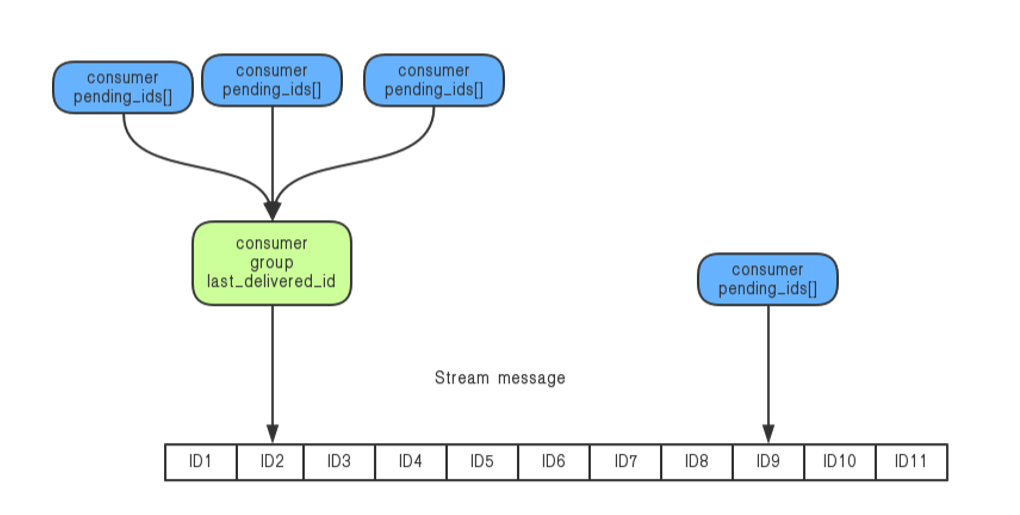 consumer
pending_ids[]
consumer
pending_ids[]
consumer
pending_ids[]
consumer
group
last_delivered_id
consumer
pending_ids[]
Stream message
ID1 ID2 ID3 ID4 ID5 ID6 ID7 ID8 ID9 ID10 ID11